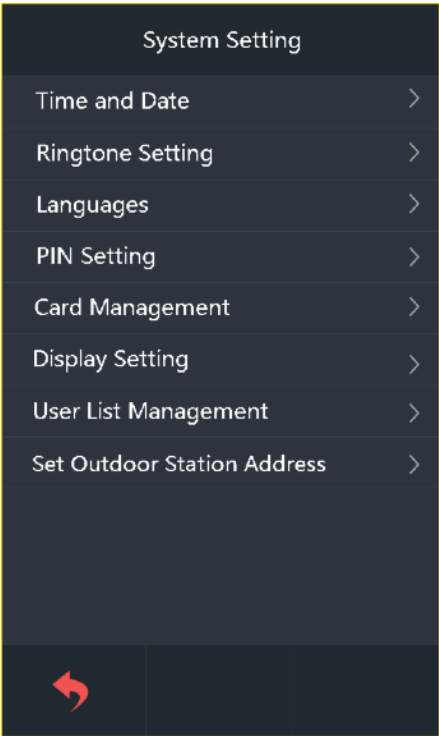 System Setting
Time and Date
Ringtone Setting
Languages
PIN Setting
Card Management
Display Setting
User List Management
Set Outdoor Station Address